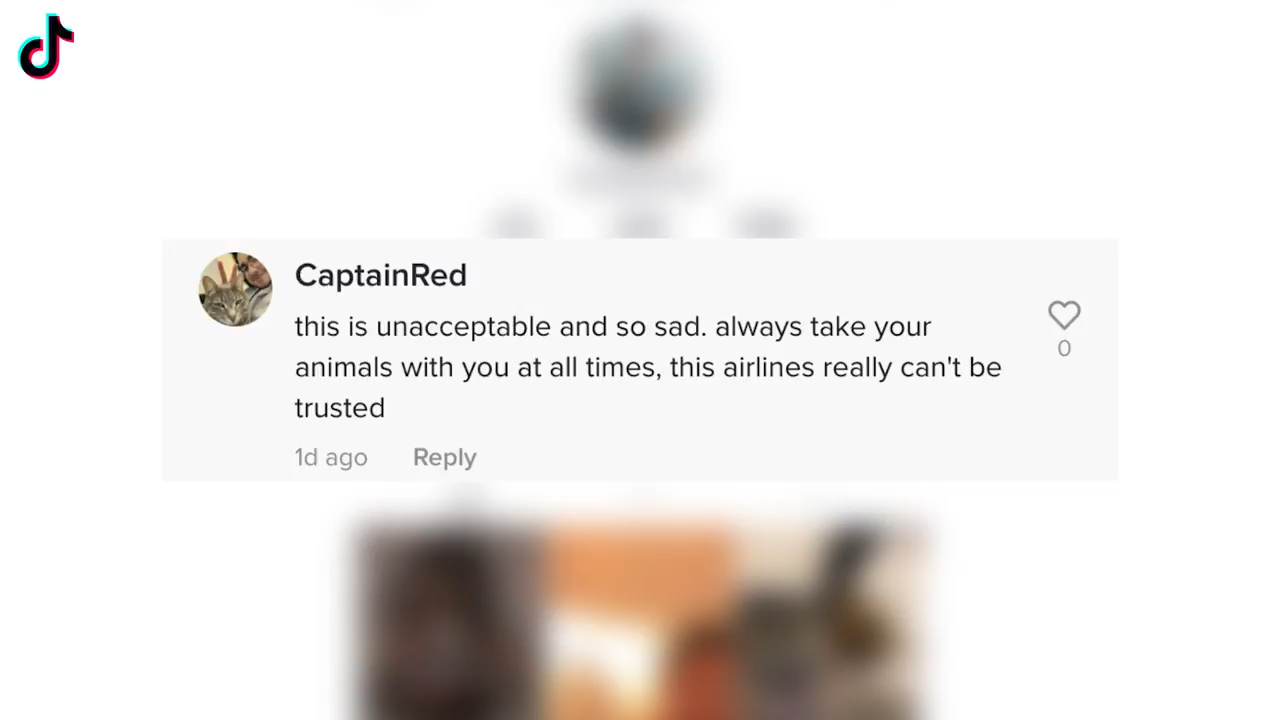 CaptainRed
this is unacceptable and so sad. always take your
animals with you at all times, this airlines really can't be
trusted
0
1d ago Reply